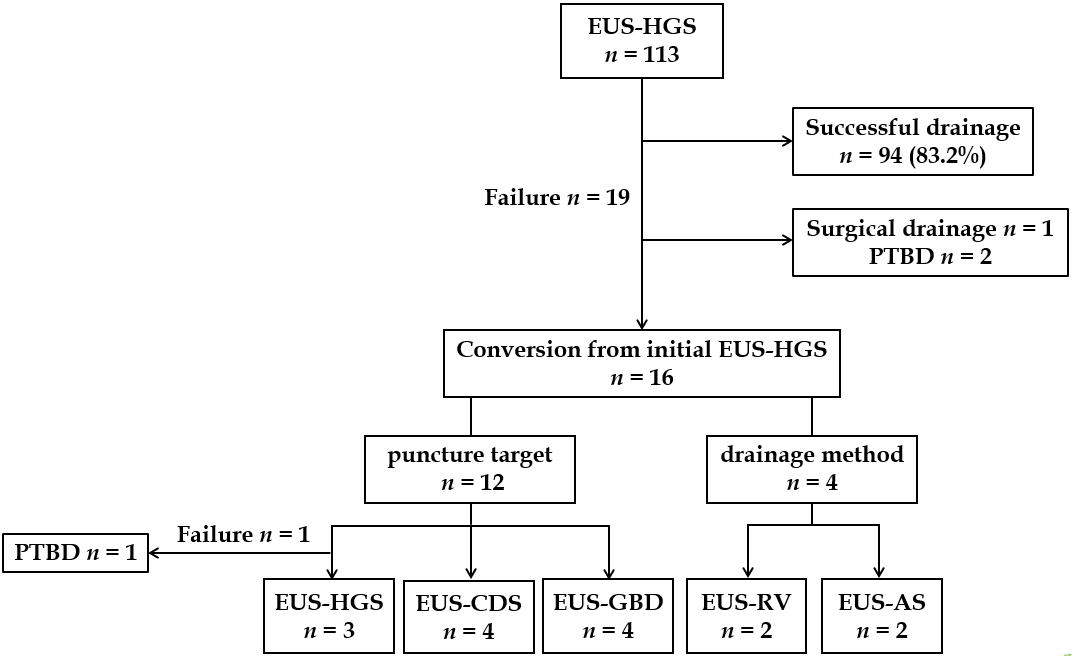 EUS-HGS
n = 113
Successful drainage
n = 94 (83.2%)
Failure n = 19
Surgical drainage n = 1
PTBD n = 2
Conversion from initial EUS-HGS
n = 16
puncture target
n = 12
drainage method
n = 4
Failure n = 1
PTBD n = 1
EUS-HGS
n = 3
EUS-CDS
n = 4
EUS-GBD
n = 4
EUS-RV
n = 2
EUS-AS
n = 2